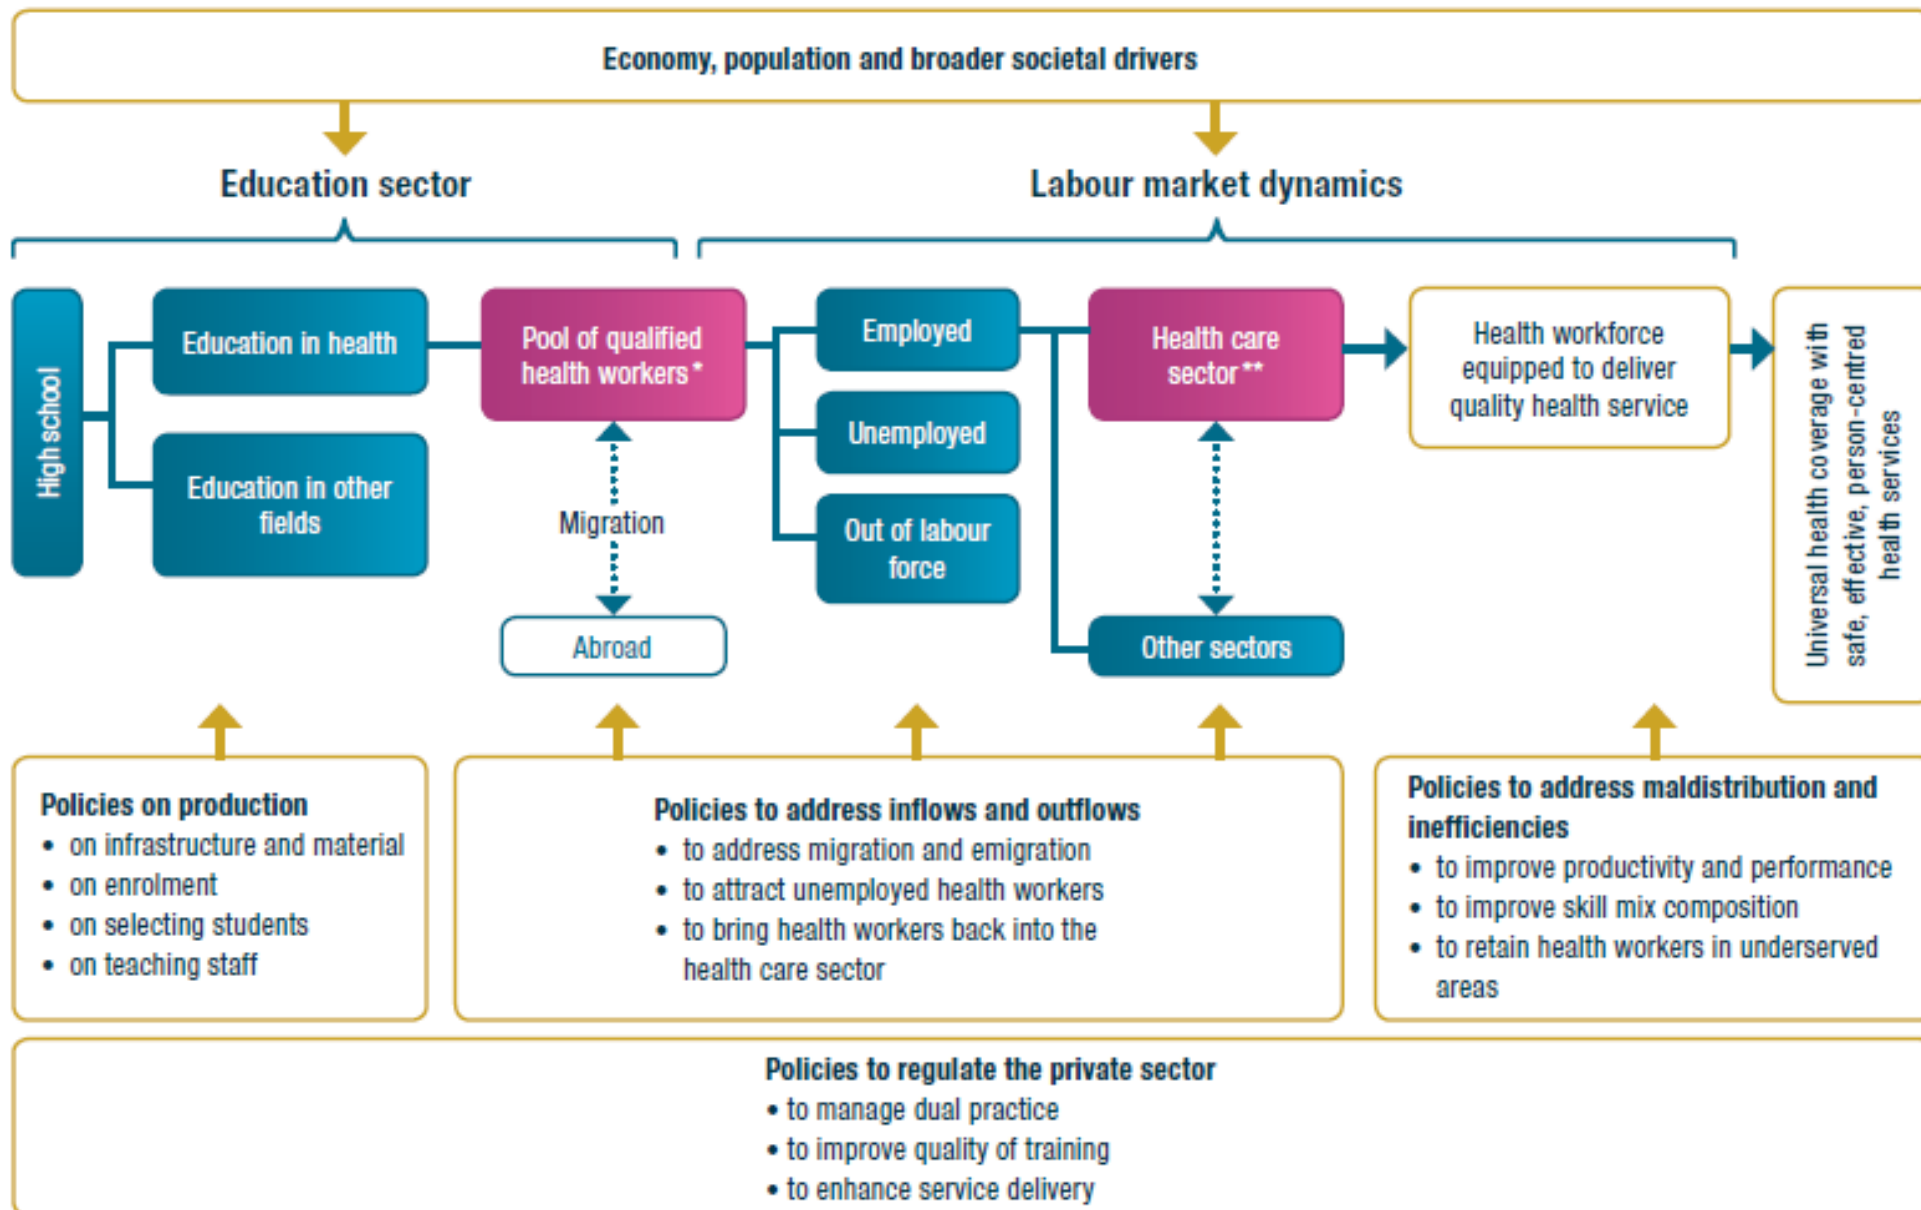 Economy, population and broader societal drivers
Education sector
Labour market dynamics
High school
Education in health
Education in other
fields
Pool of qualified
health workers*
Migration
Abroad
Employed
Unemployed
Out of labour
force
Health care
sector**
Other sectors
Health workforce
equipped to deliver
quality health service
Universal health coverage with
safe, effective, person-centred
health services
Policies on production
• on infrastructure and material
• on enrolment
• on selecting students
• on teaching staff
Policies to address inflows and outflows
• to address migration and emigration
• to attract unemployed health workers
• to bring health workers back into the
health care sector
Policies to address maldistribution and
inefficiencies
• to improve productivity and performance
• to improve skill mix composition
• to retain health workers in underserved
areas
Policies to regulate the private sector
• to manage dual practice
• to improve quality of training
• to enhance service delivery